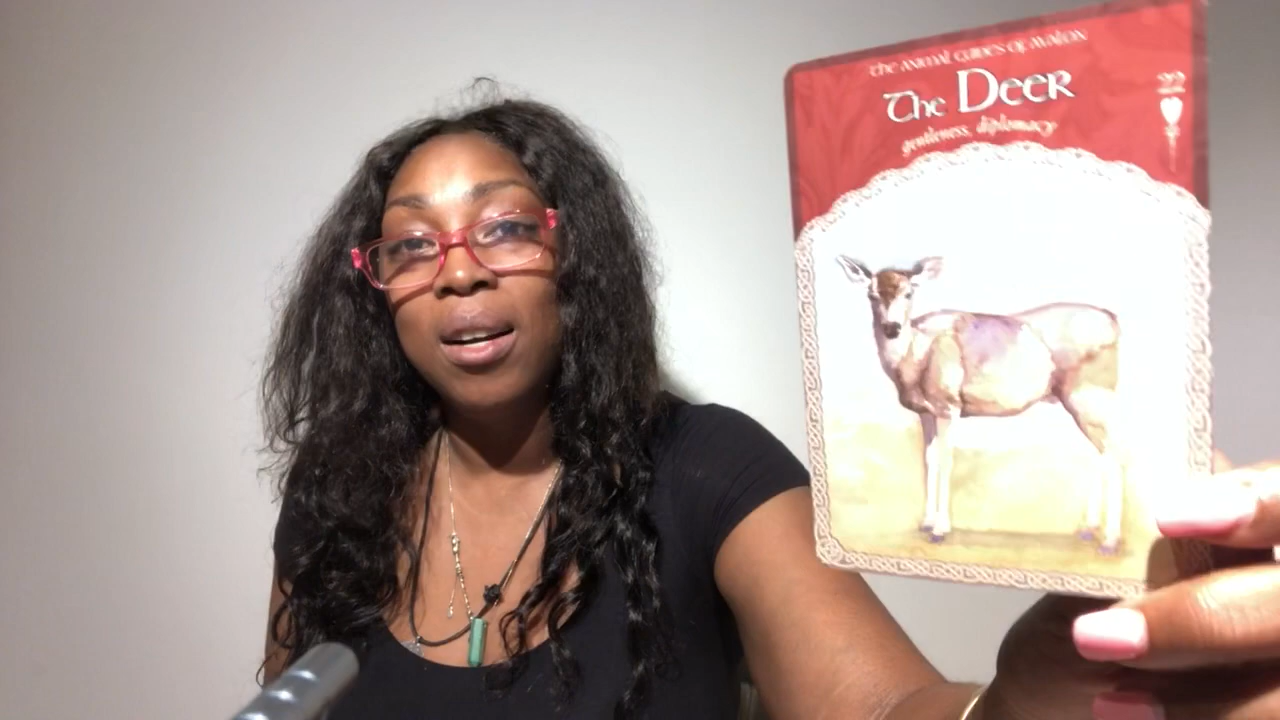 The Animal Guides of Avalon
The Deer
22
gentleness, diplomacy